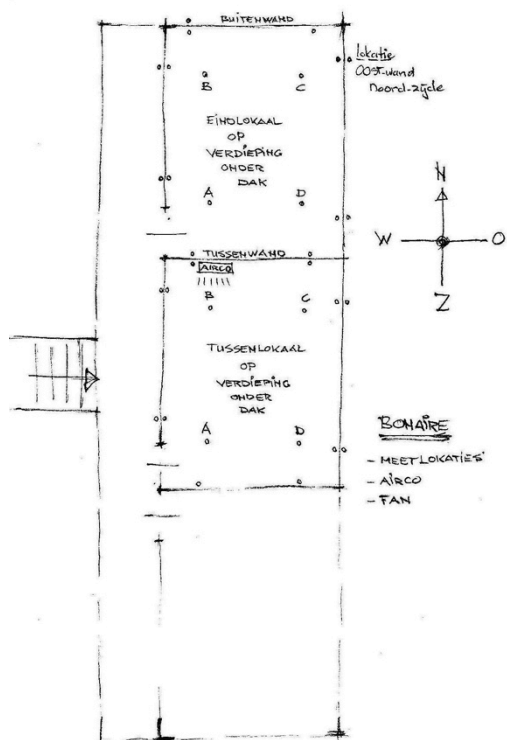 BUITENWAND
lokatie
OOST-wand
Noord-zijde
B C
EINDLOKAAL
OP
VERDIEPING
ONDER
DAK
A D
N
W O
Z
TUSSENWAND
AIRCO
B C
TUSSENLOKAAL
OP
VERDIEPING
ONDER
DAK
A D
BONAIRE
- MEETLOKATIES
- AIRCO
- FAN